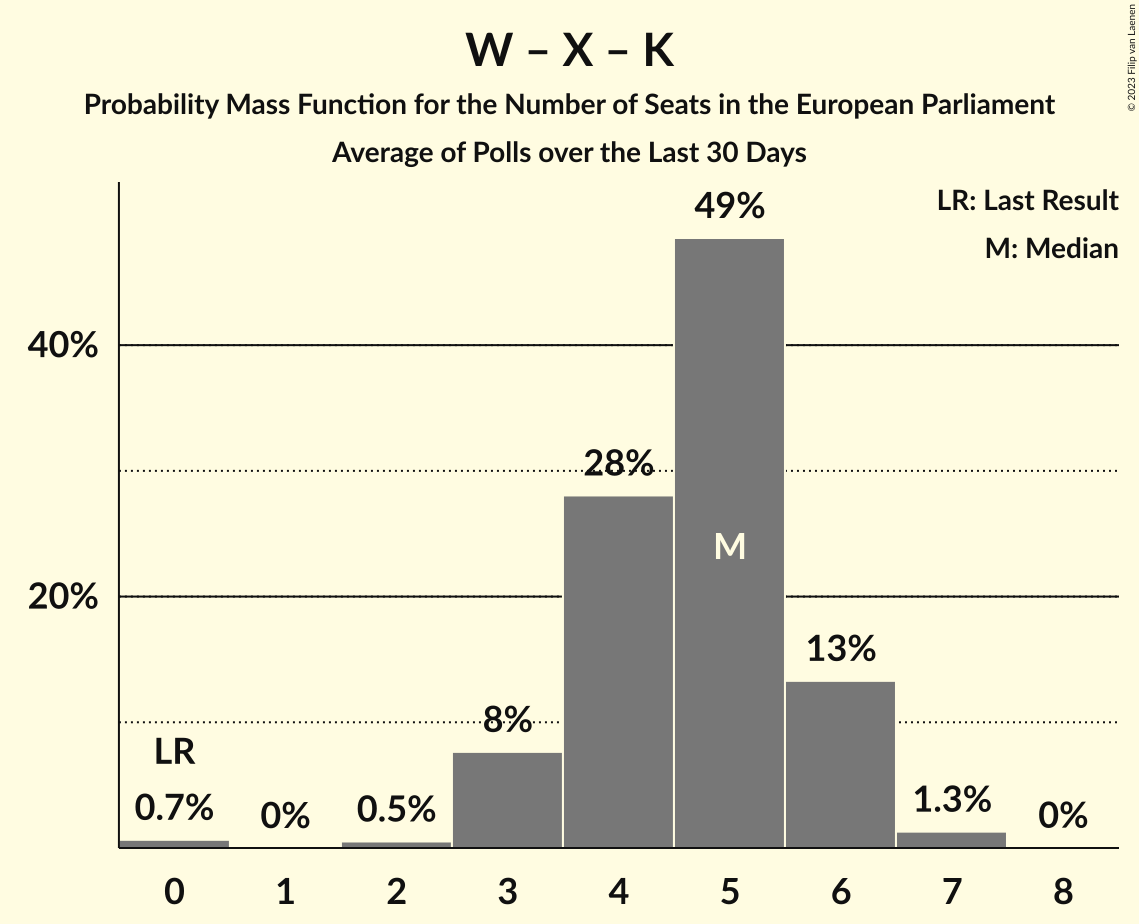 W – X – K
Probability Mass Function for the Number of Seats in the European Parliament
Average of Polls over the Last 30 Days
© 2023 Filip van Laenen
LR: Last Result
M: Median
49%
40%
28%
M
20%
13%
8%
LR
0.7%
0%
0.5%
1.3%
0%
0 1 2 3 4 5 6 7 8